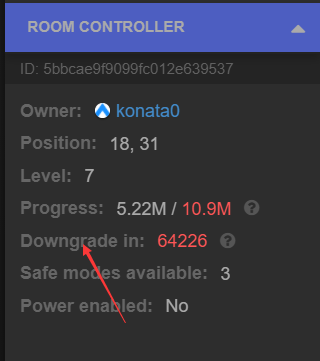 ROOM CONTROLLER
ID: 5bbcae9f9099fc012e639537
Owner: konata0
Position: 18, 31
Level: 7
Progress: 5.22M / 10.9M ?
Downgrade in: 64226 ?
Safe modes available: 3
Power enabled: No